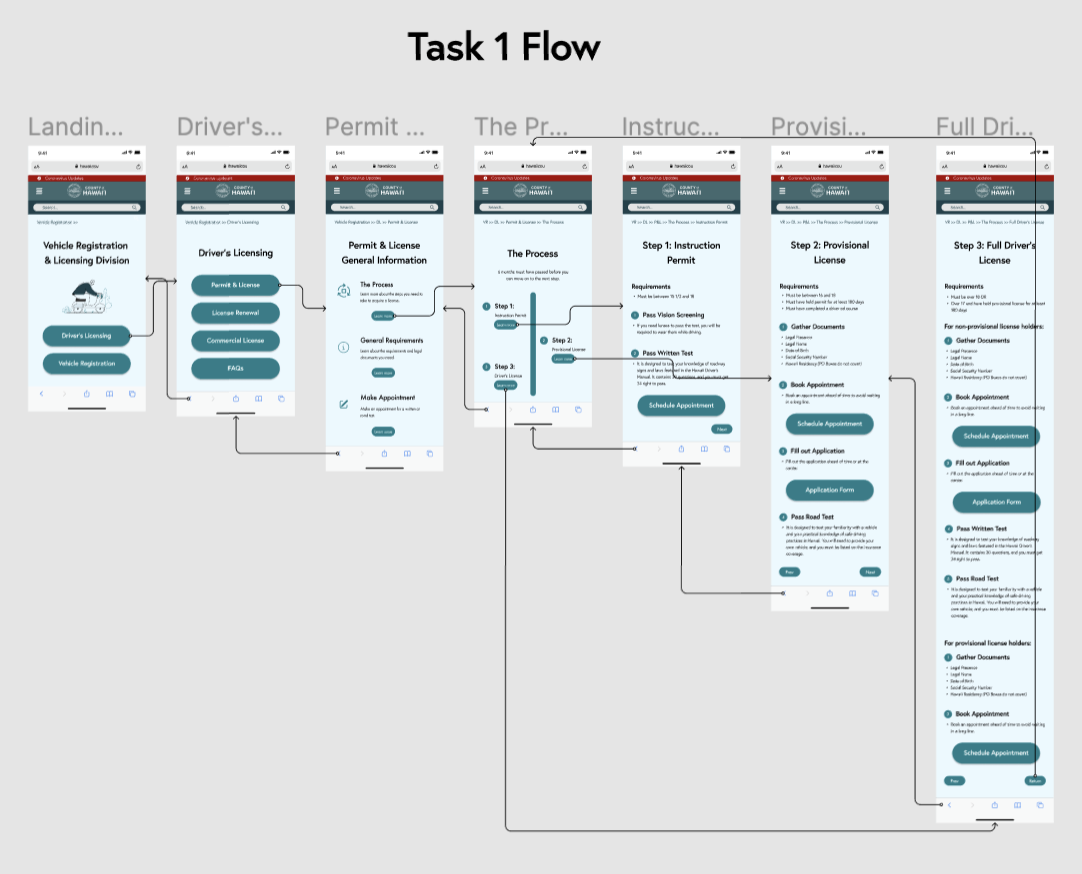 Task 1 Flow
Landin...
Driver's...
Permit ...
The Pr...
Instruc...
Provisi...
Full Dri...
9:41
Coronavirus Updates
COUNTY of
HAWAI'I
Search...
Vehicle Registration >>
Vehicle Registration
& Licensing Division
Driver's Licensing
Vehicle Registration
9:41
Coronavirus Updates
COUNTY of
HAWAI'I
Search...
Vehicle Registration >> Driver's Licensing
Driver's Licensing
Permit & License
License Renewal
Commercial License
FAQs
9:41
Coronavirus Updates
COUNTY of
HAWAI'I
Search...
Vehicle Registration >> DL >> Permit & License
Permit & License
General Information
The Process
Learn more about the steps you need to
take to acquire a license.
Learn more
General Requirements
Learn about the requirement and legal
documents you need
Learn more
Make Appointment
Make an appointment for a written or
road test
Learn more
9:41
Coronavirus Updates
COUNTY of
HAWAI'I
Search...
VR >> DL >> Permit & License >> The Process
The Process
6 months must have passed before you
can move on to the next step.
Step 1:
Instruction Permit
Learn more
Step 2:
Provisional License
Learn more
Step 3:
Driver's License
Learn more
9:41
Coronavirus Updates
COUNTY of
HAWAI'I
Search...
VR >> DL >> P&L >> The Process >> Instruction Permit
Step 1: Instruction
Permit
Requirements
• Must be between 15 1/2 and 18
1 Pass Vision Screening
• If you need lenses to pass the test, you will be
required to wear them while driving.
2 Pass Written Test
• It is designed to test your knowledge of roadway
signs and laws featured in the Hawaii Driver's
Manual. It contains 30 questions, and you must get
24 right to pass.
Schedule Appointment
Next
9:41
Coronavirus Updates
COUNTY of
HAWAI'I
Search...
VR >> DL >> P&L >> The Process >> Provisional License
Step 2: Provisional
License
Requirements
• Must be between 16 and 18
• Must have held permit for at least 180 days
• Must have completed a driver ed course
1 Gather Documents
• Legal Presence
• Legal Name
• Date of Birth
• Social Security Number
• Hawaii Residency (PO Boxes do not count)
2 Book Appointment
• Book an appointment ahead of time to avoid waiting
in a long line.
Schedule Appointment
3 Fill out Application
• Fill out the application ahead of time or at the
center.
Application Form
4 Pass Road Test
• It is designed to test your familiarity with a vehicle
and your practical knowledge of safe driving
practices in Hawaii. You will need to provide your
own vehicle, and you must be listed on the insurance
coverage.
Prev
Next
9:41
Coronavirus Updates
COUNTY of
HAWAI'I
Search...
VR >> DL >> P&L >> The Process >> Full Driver's License
Step 3: Full Driver's
License
Requirements
• Must be over 18 OR
• Over 17 and have held provisional license for at least
180 days
For non-provisional license holders:
1 Gather Documents
• Legal Presence
• Legal Name
• Date of Birth
• Social Security Number
• Hawaii Residency (PO Boxes do not count)
2 Book Appointment
• Book an appointment ahead of time to avoid waiting
in a long line.
Schedule Appointment
3 Fill out Application
• Fill out the application ahead of time or at the
center.
Application Form
4 Pass Written Test
• It is designed to test your knowledge of roadway
signs and laws featured in the Hawaii Driver's
Manual. It contains 30 questions, and you must get
24 right to pass.
5 Pass Road Test
• It is designed to test your familiarity with a vehicle
and your practical knowledge of safe driving
practices in Hawaii. You will need to provide your
own vehicle, and you must be listed on the insurance
coverage.
For provisional license holders:
1 Gather Documents
• Legal Presence
• Legal Name
• Date of Birth
• Social Security Number
• Hawaii Residency (PO Boxes do not count)
2 Book Appointment
• Book an appointment ahead of time to avoid waiting
in a long line.
Schedule Appointment
Prev
Return